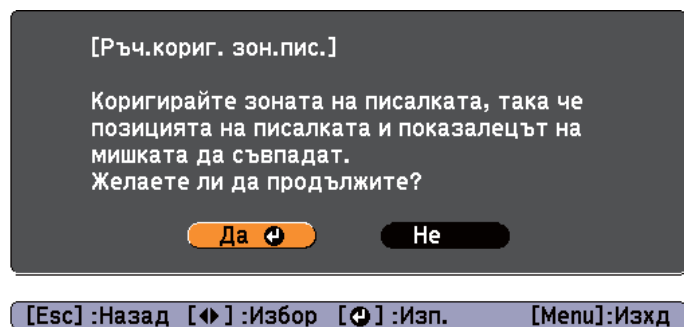 [Ръч.кориг. зон.пис.]
Коригирайте зоната на писалката, така че
позицията на писалката и показалецът на
мишката да съвпадат.
Желаете ли да продължите?
Да Не
[Esc] :Назад [◆] :Избор [↵] :Изп. [Menu]:Изхд